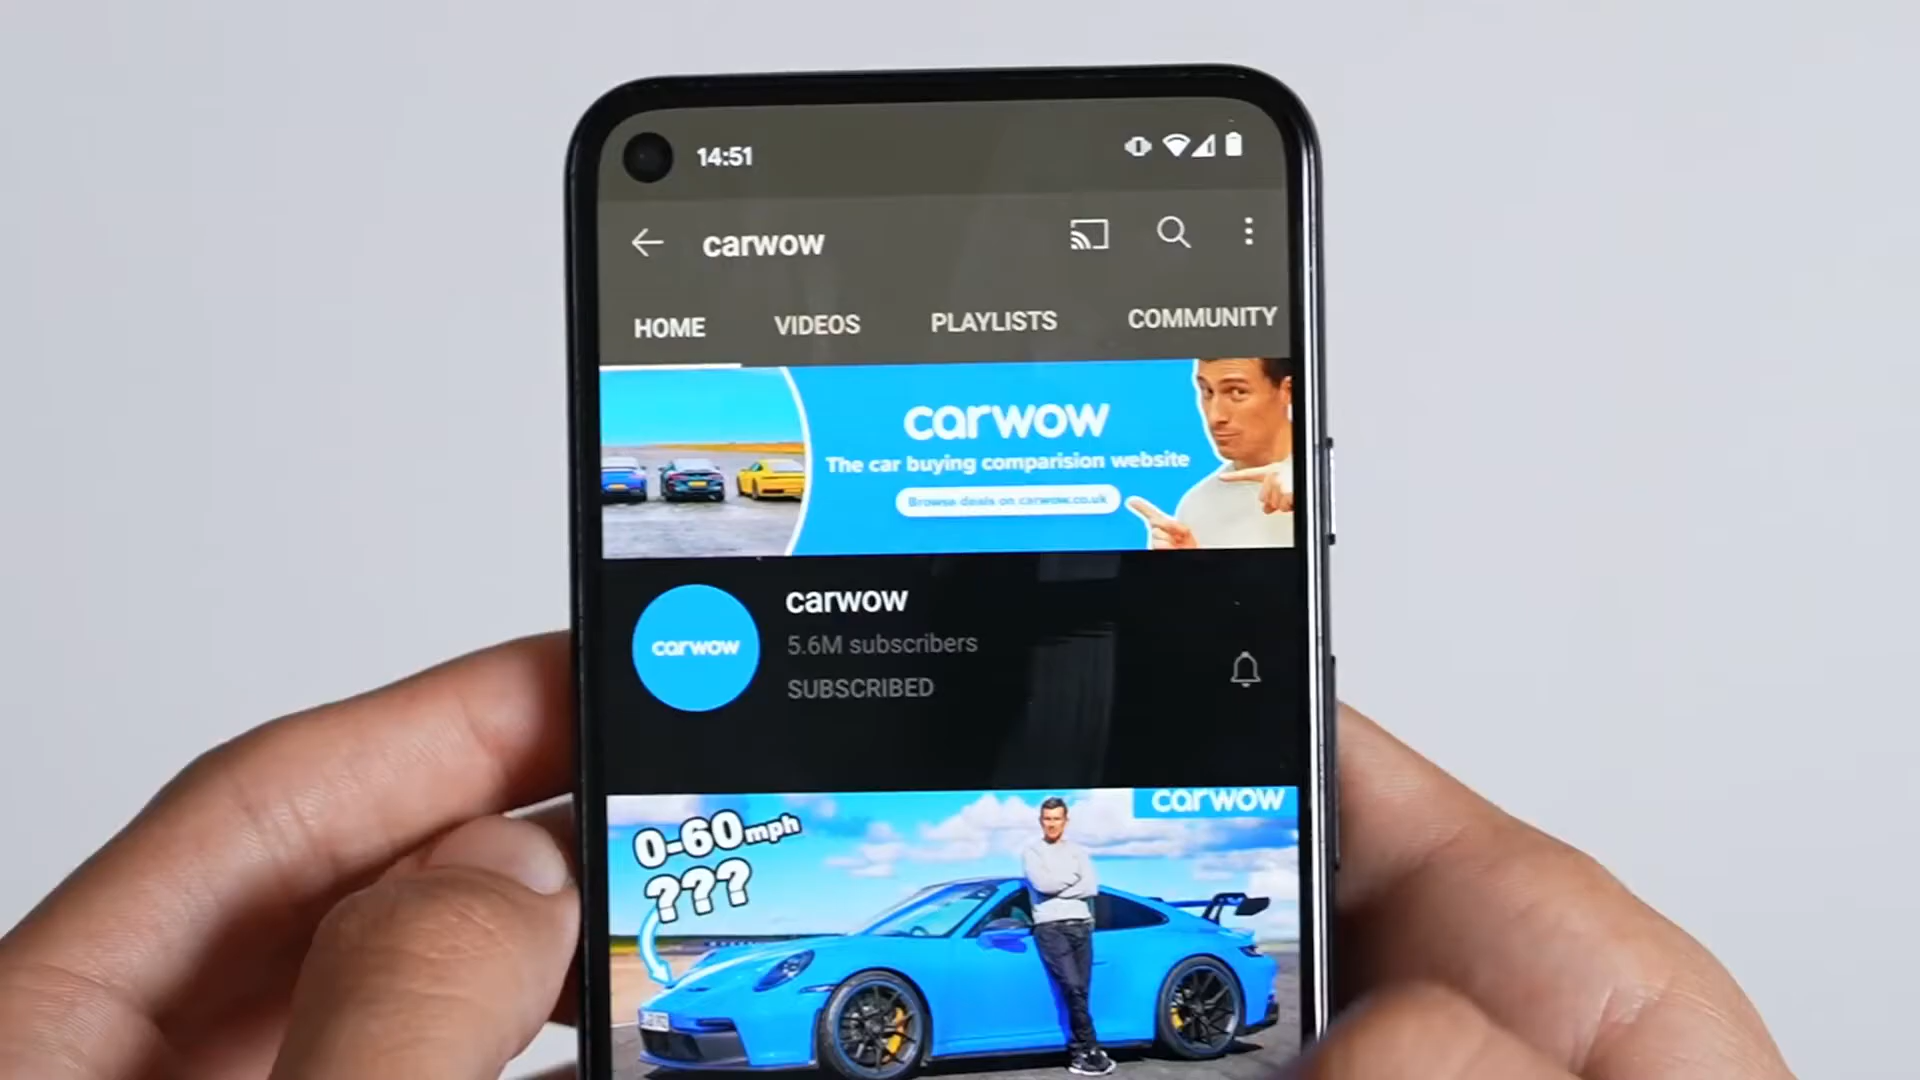 14:51
carwow
HOME VIDEOS PLAYLISTS COMMUNITY
carwow
The car buying comparision website
Browse deals on carwow.co.uk
carwow
carwow
5.6M subscribers
SUBSCRIBED
carwow
0-60mph
???